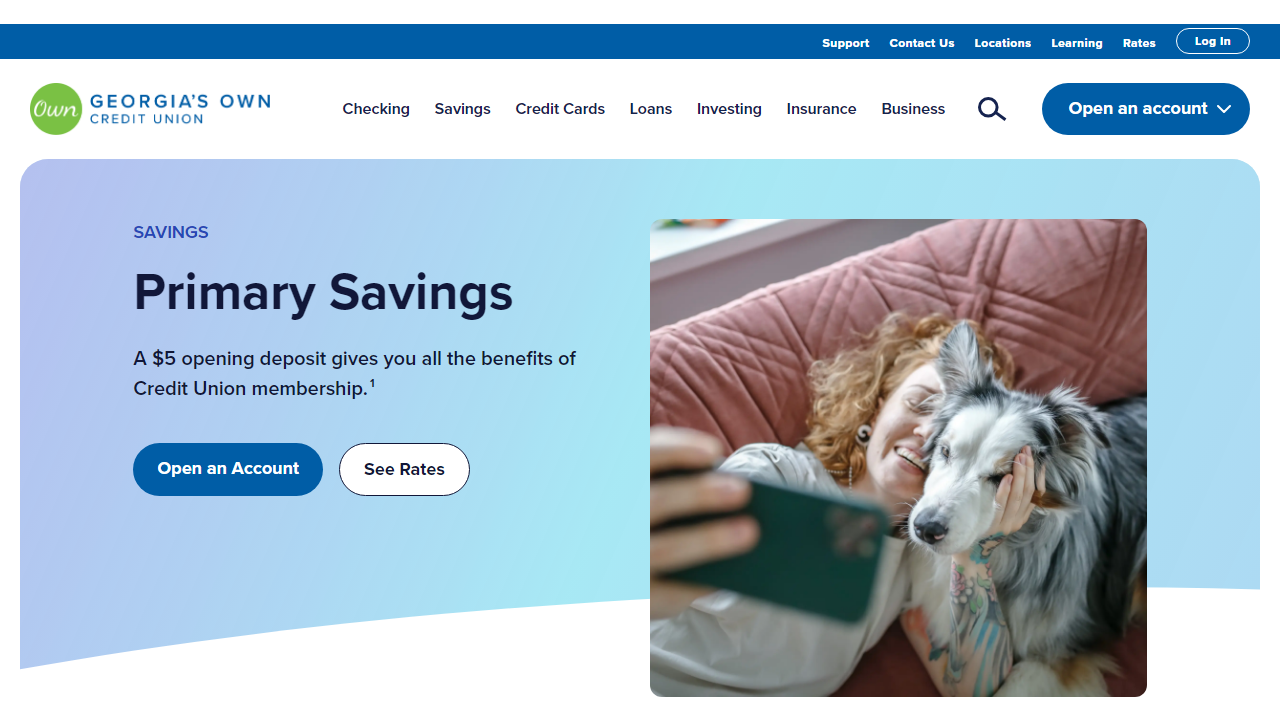 Support Contact Us Locations Learning Rates Log In
Own GEORGIA'S OWN
CREDIT UNION
Checking Savings Credit Cards Loans Investing Insurance Business Open an account
SAVINGS
Primary Savings
A $5 opening deposit gives you all the benefits of
Credit Union membership.1
Open an Account See Rates